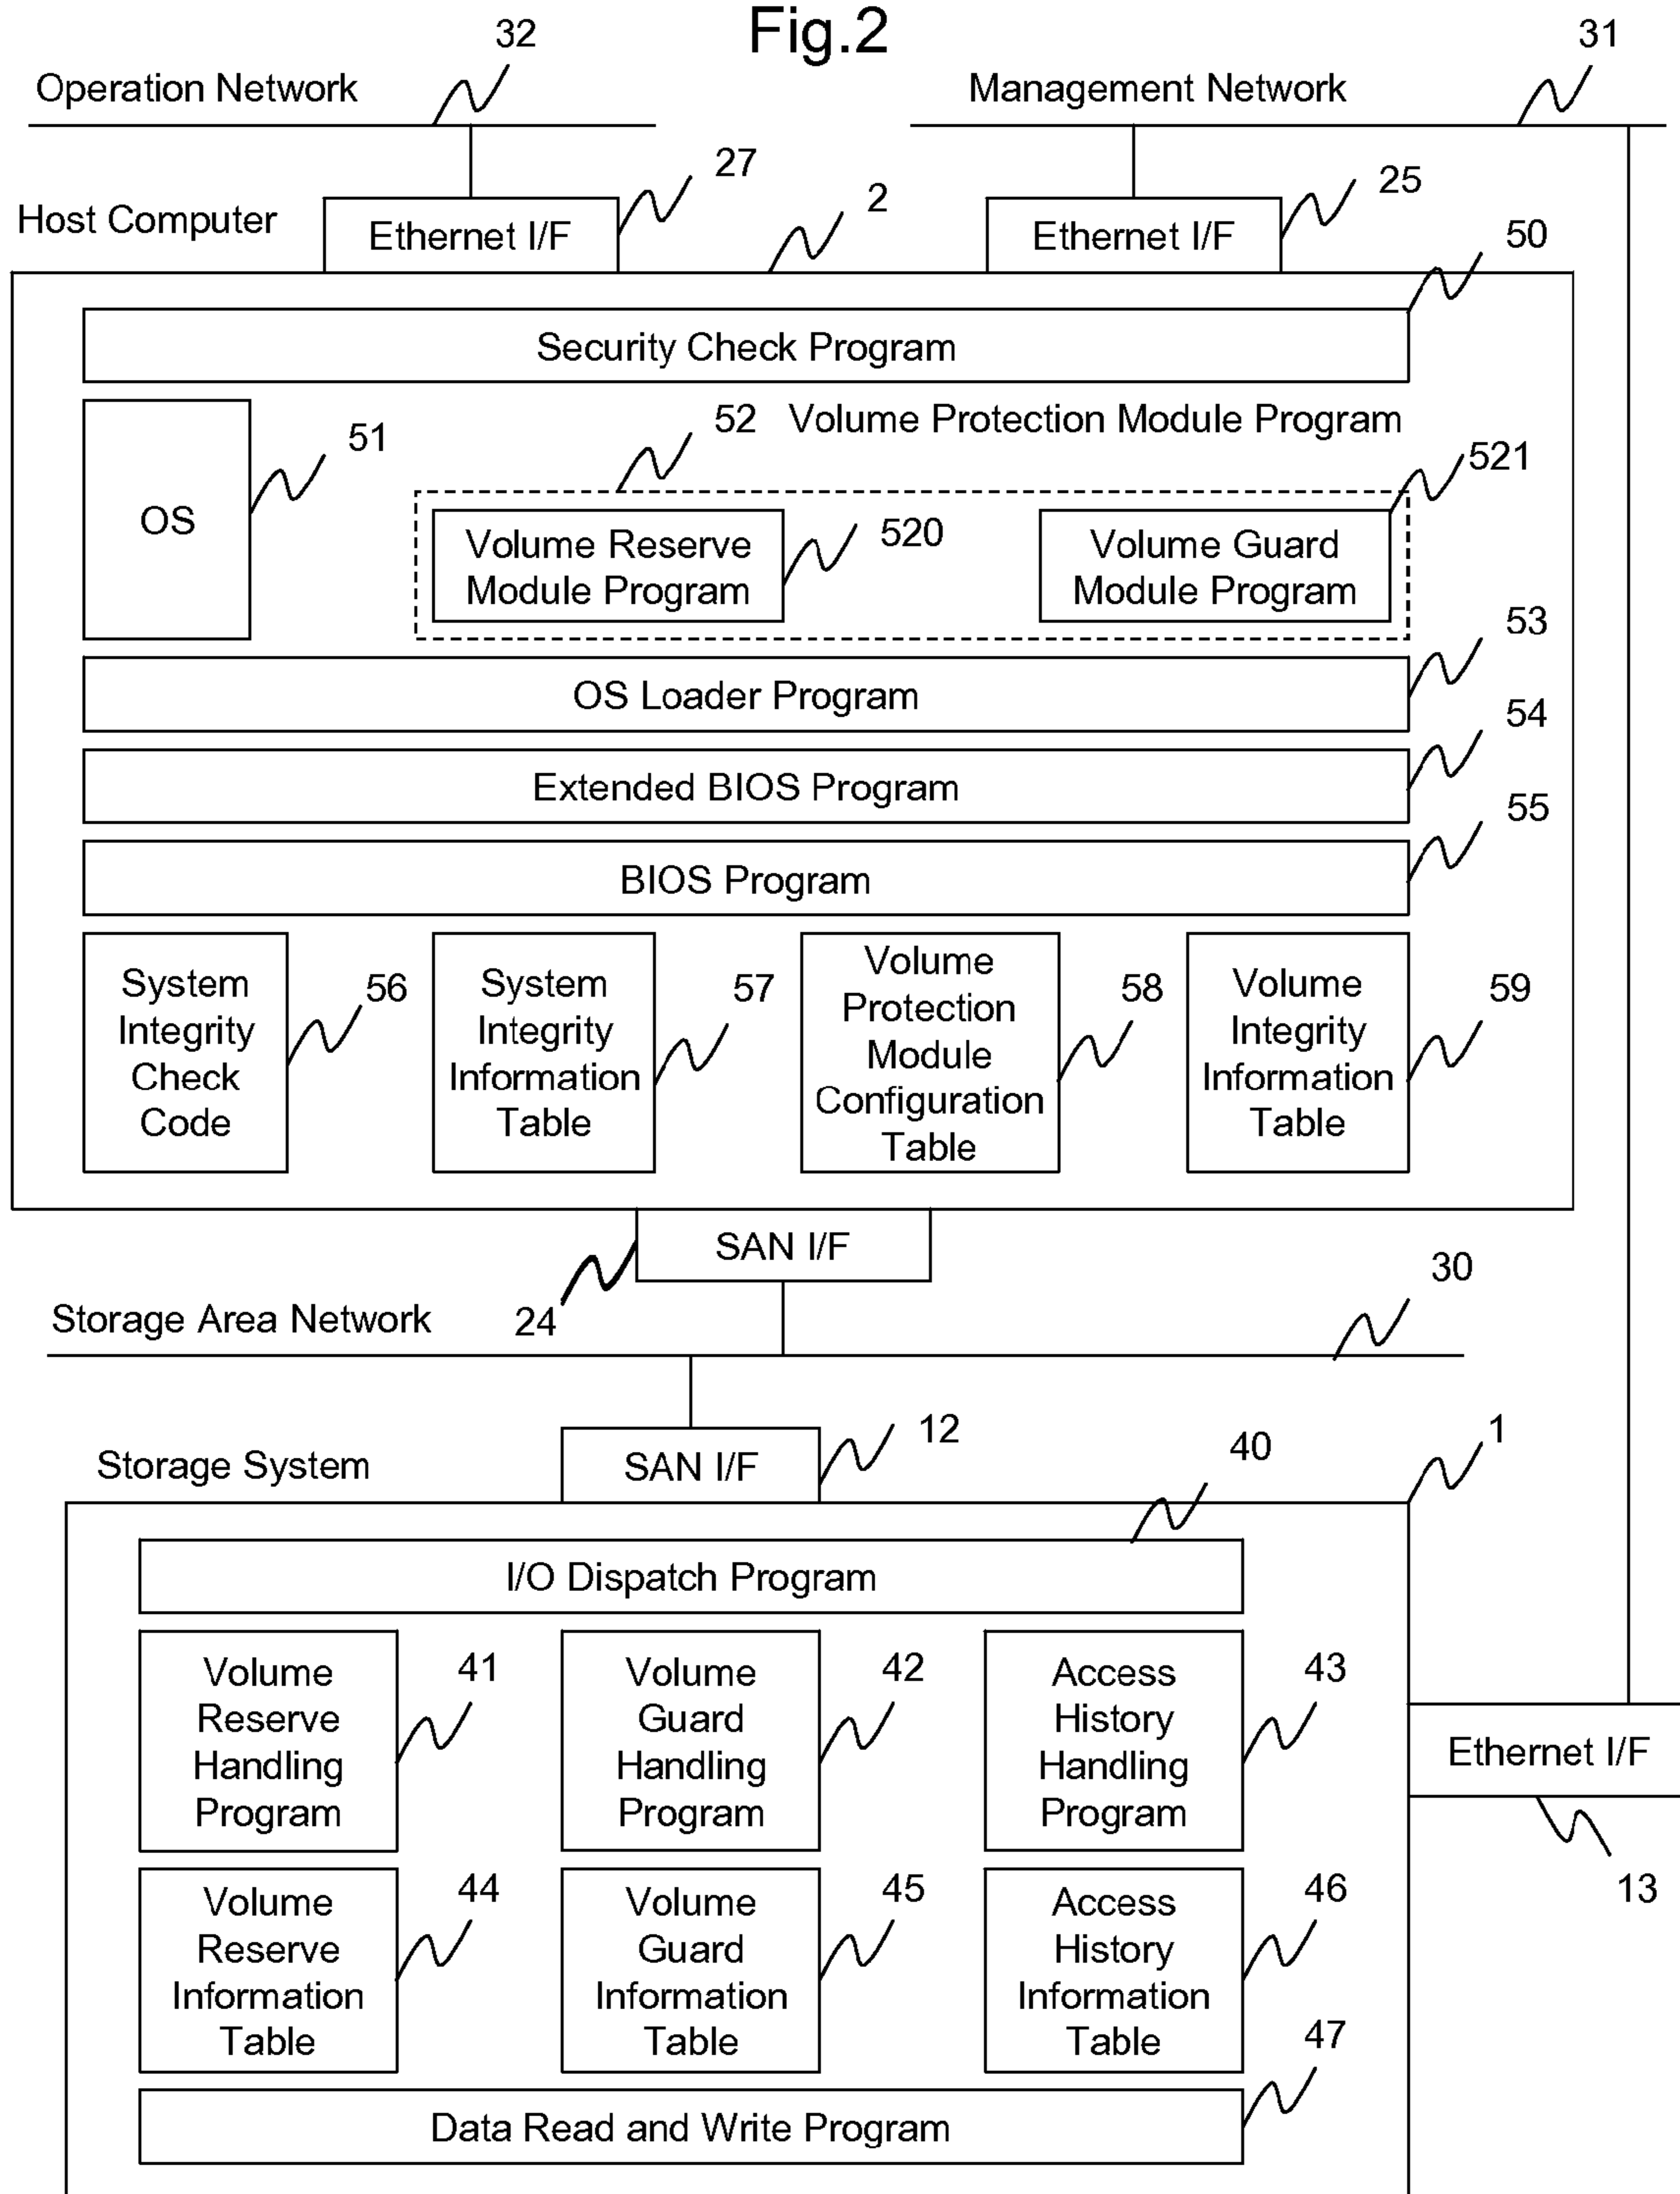 Fig.2
32
31
Operation Network
Management Network
27
25
Host Computer
Ethernet I/F
2
Ethernet I/F
50
Security Check Program
52
Volume Protection Module Program
51
521
OS
Volume Reserve
Module Program
520
Volume Guard
Module Program
53
OS Loader Program
54
Extended BIOS Program
55
BIOS Program
System
Integrity
Check
Code
56
System
Integrity
Information
Table
57
Volume
Protection
Module
Configuration
Table
58
Volume
Integrity
Information
Table
59
SAN I/F
24
30
Storage Area Network
12
1
Storage System
SAN I/F
40
I/O Dispatch Program
Volume
Reserve
Handling
Program
41
Volume
Guard
Handling
Program
42
Access
History
Handling
Program
43
Ethernet I/F
13
Volume
Reserve
Information
Table
44
Volume
Guard
Information
Table
45
Access
History
Information
Table
46
47
Data Read and Write Program